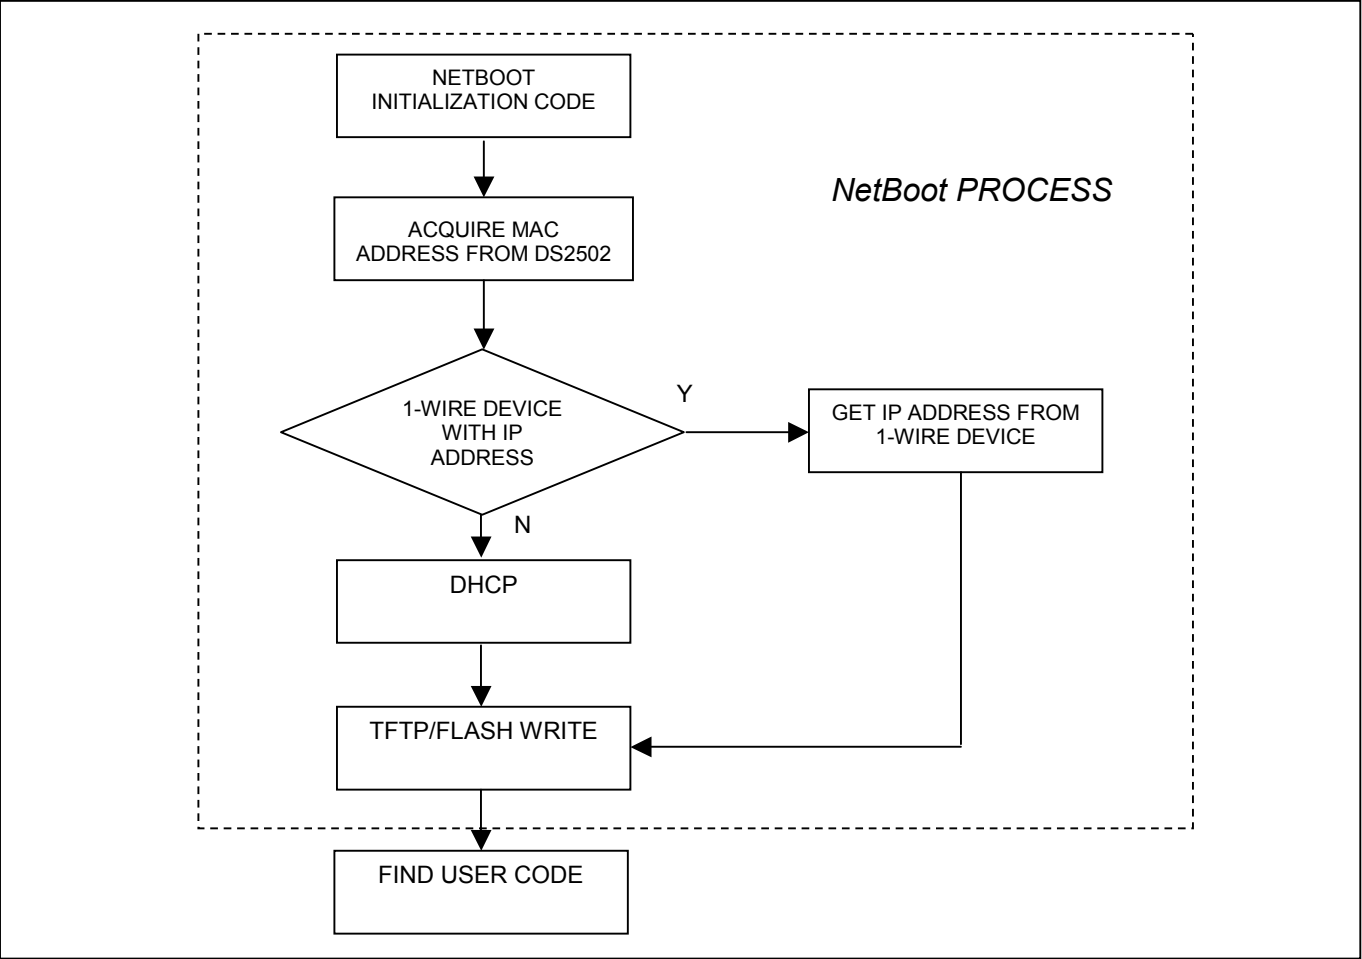 NETBOOT
INITIALIZATION CODE
NetBoot PROCESS
ACQUIRE MAC
ADDRESS FROM DS2502
1-WIRE DEVICE
WITH IP
ADDRESS
Y
GET IP ADDRESS FROM
1-WIRE DEVICE
N
DHCP
TFTP/FLASH WRITE
FIND USER CODE